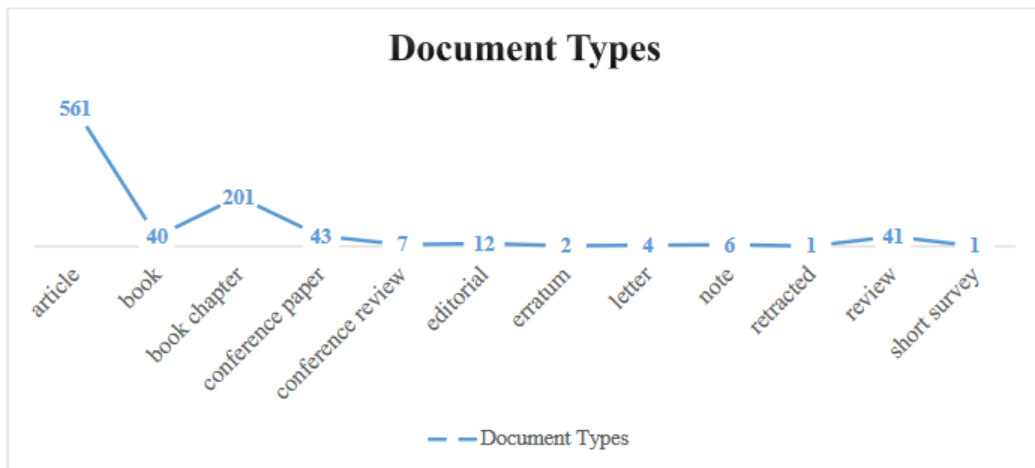 Document Types
561
40
201
43
7
12
2
4
6
1
41
1
article
book
book chapter
conference paper
conference review
editorial
erratum
letter
note
retracted
review
short survey
Document Types